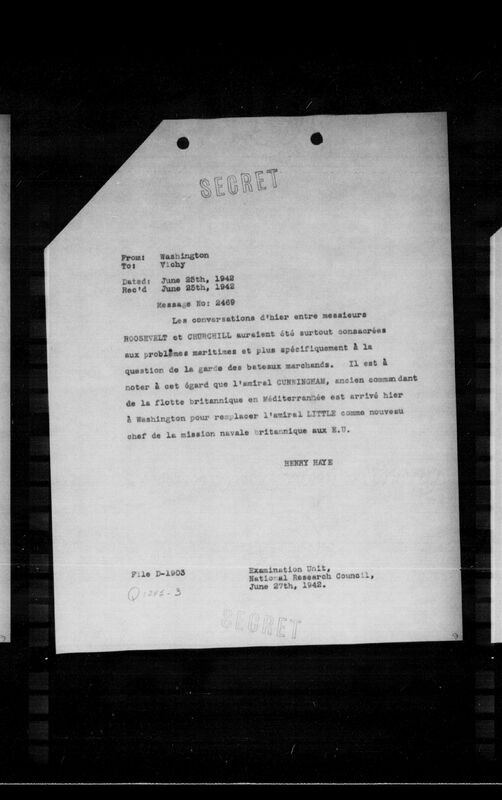 SECRET
From: Washington
To: Vichy
Dated: June 25th, 1942
Rec'd June 25th, 1942
Message No: 2469
Les conversations d'hier entre messieurs
ROOSEVELT et CHURCHILL auraient été surtout consacrées
aux problèmes maritimes et plus spécifiquement à la
question de la garde des bateaux marchands. Il est à
noter à cet égard que l'amiral CUNNINGHAM, ancien commandant
de la flotte britannique en Méditerrannée est arrivé hier
à Washington pour remplacer l'amiral LITTLE comme nouveau
chef de la mission navale britannique aux E.U.
HENRY HAYE
File D-1903
Examination Unit,
National Research Council,
June 27th, 1942.
SECRET